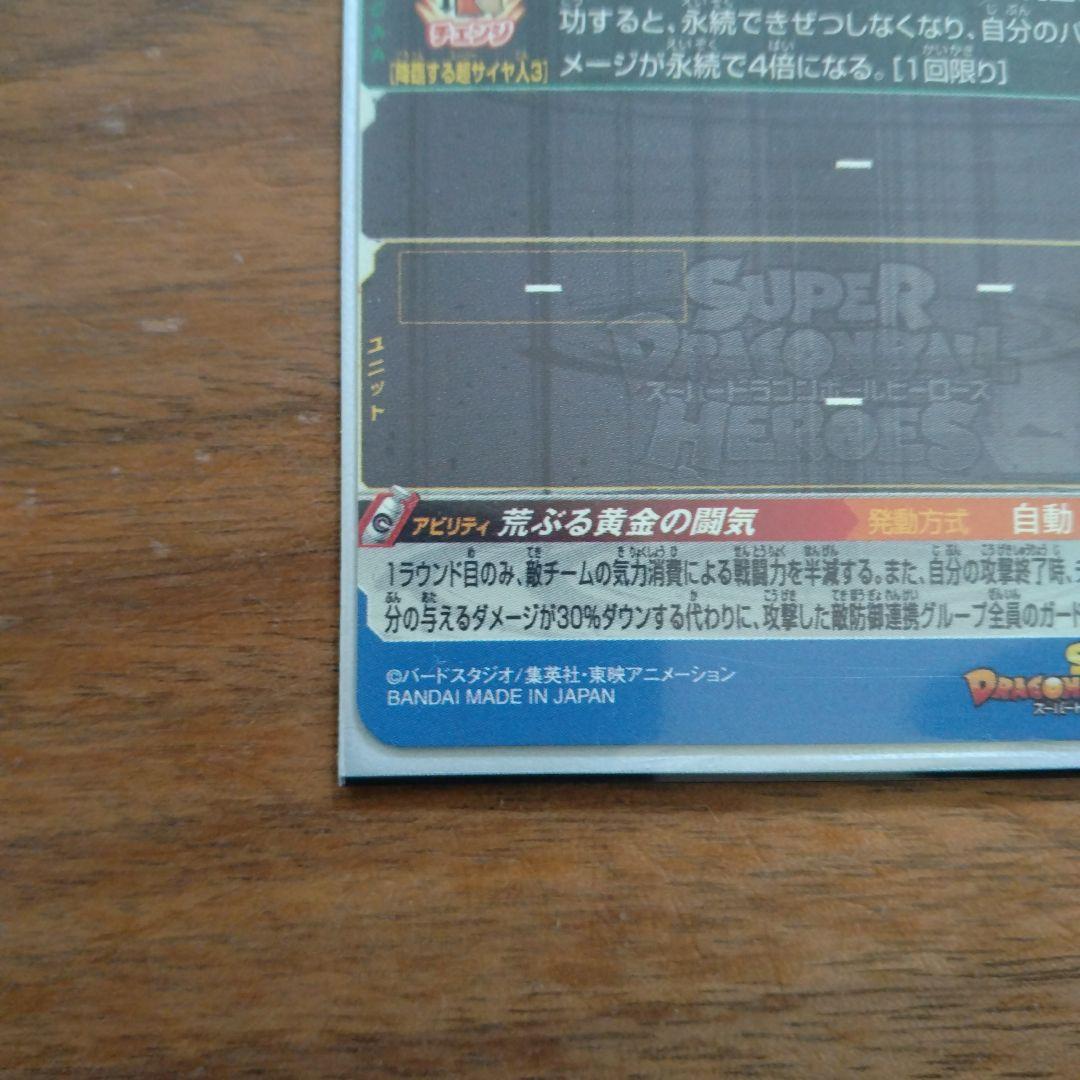 功すると、永続できぜつしなくなり、自分のパ
チェンジ
[降臨する超サイヤ人3]
メージが永続で4倍になる。[1回限り]
SUPER
DRAGONBALL
スーパードラゴンボールヒーローズ
HEROES
ユニット
アビリティ 荒ぶる黄金の闘気 発動方式 自動
1ラウンド目のみ、敵チームの気力消費による戦闘力を半減する。また、自分の攻撃終了時、
分の与えるダメージが30%ダウンする代わりに、攻撃した敵防御連携グループ全員のガード
©バードスタジオ/集英社・東映アニメーション
BANDAI MADE IN JAPAN
S
DRAGON
スーパー